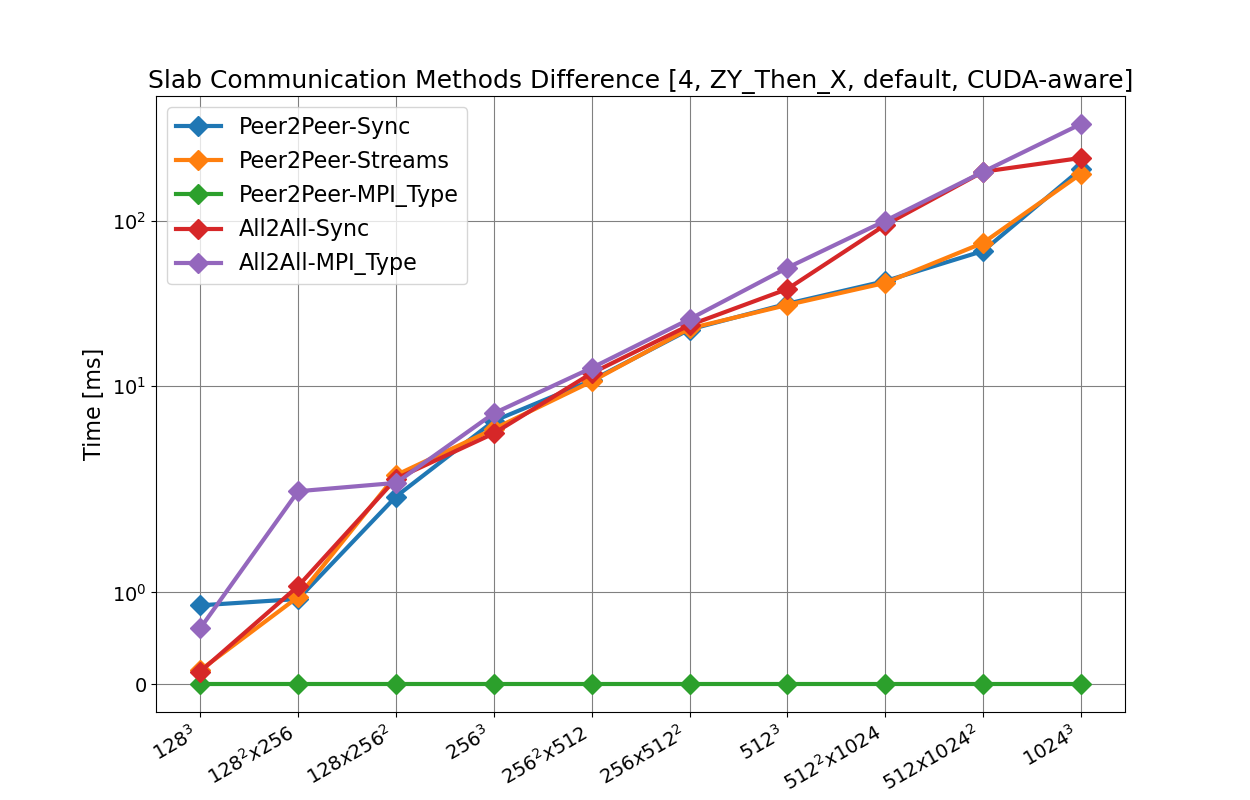 Slab Communication Methods Difference [4, ZY_Then_X, default, CUDA-aware]
Peer2Peer-Sync
Peer2Peer-Streams
Peer2Peer-MPI_Type
All2All-Sync
All2All-MPI_Type
Time [ms]
10²
10¹
10⁰
0
128³
128²x256
128x256²
256³
256²x512
256x512²
512³
512²x1024
512x1024²
1024³